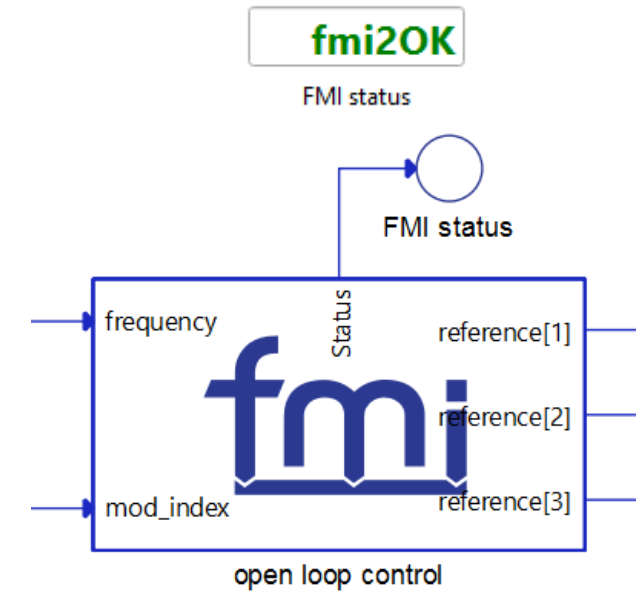 fmi2OK
FMI status
FMI status
Status
frequency
reference[1]
fmi
reference[2]
mod_index
reference[3]
open loop control